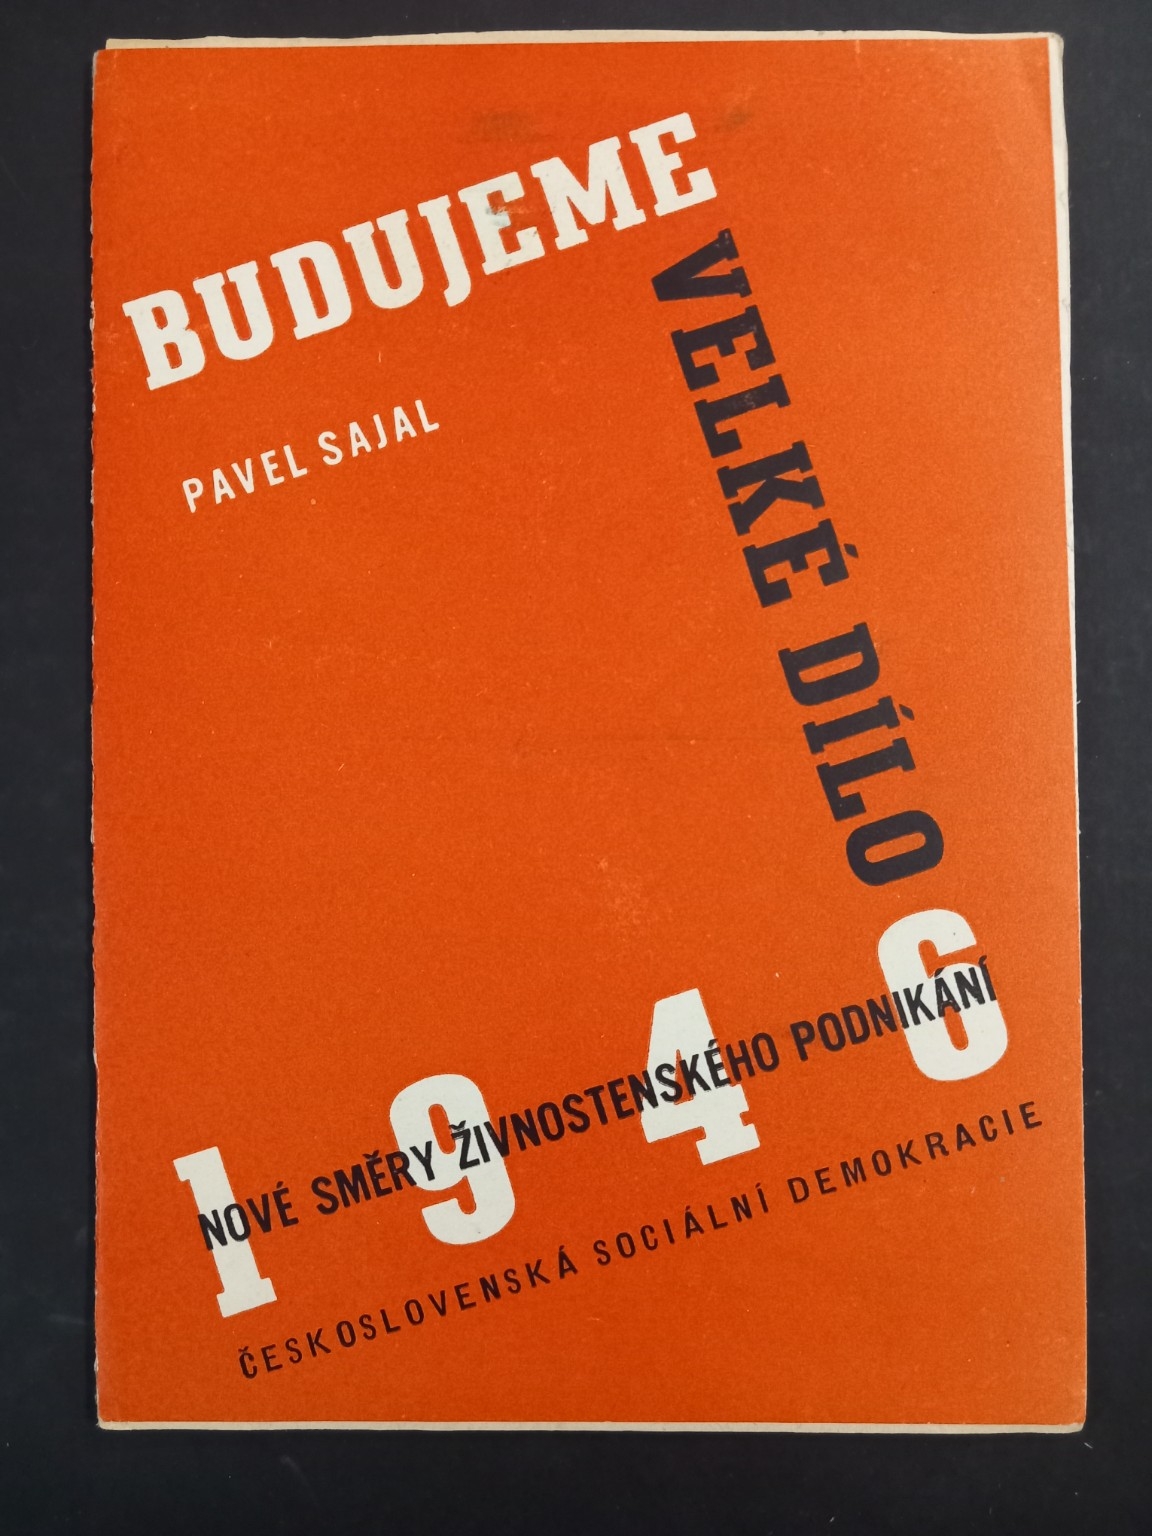 BUDUJEME
VELKÉ DÍLO
PAVEL SAJAL
1946
NOVÉ SMĚRY ŽIVNOSTENSKÉHO PODNIKÁNÍ
ČESKOSLOVENSKÁ SOCIÁLNÍ DEMOKRACIE